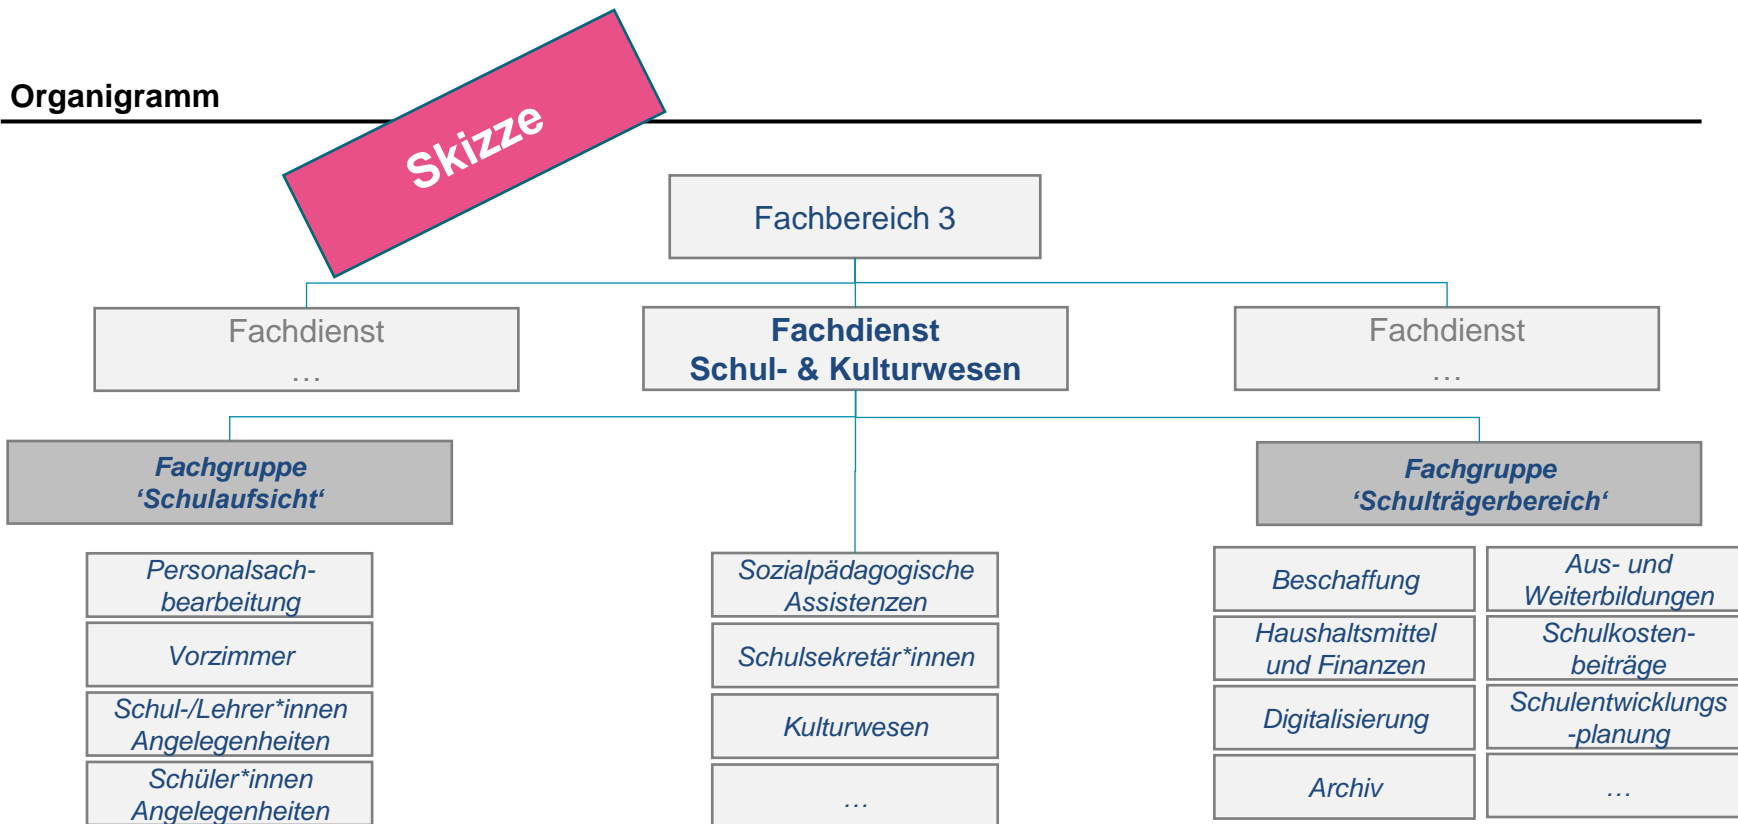 Organigramm
Skizze
Fachbereich 3
Fachdienst
…
Fachdienst
Schul- & Kulturwesen
Fachdienst
…
Fachgruppe
‘Schulaufsicht‘
Fachgruppe
‘Schulträgerbereich‘
Personalsach-
bearbeitung
Vorzimmer
Schul-/Lehrer*innen
Angelegenheiten
Schüler*innen
Angelegenheiten
Sozialpädagogische
Assistenzen
Schulsekretär*innen
Kulturwesen
…
Beschaffung
Haushaltsmittel
und Finanzen
Digitalisierung
Archiv
Aus- und
Weiterbildungen
Schulkosten-
beiträge
Schulentwicklungs
-planung
…